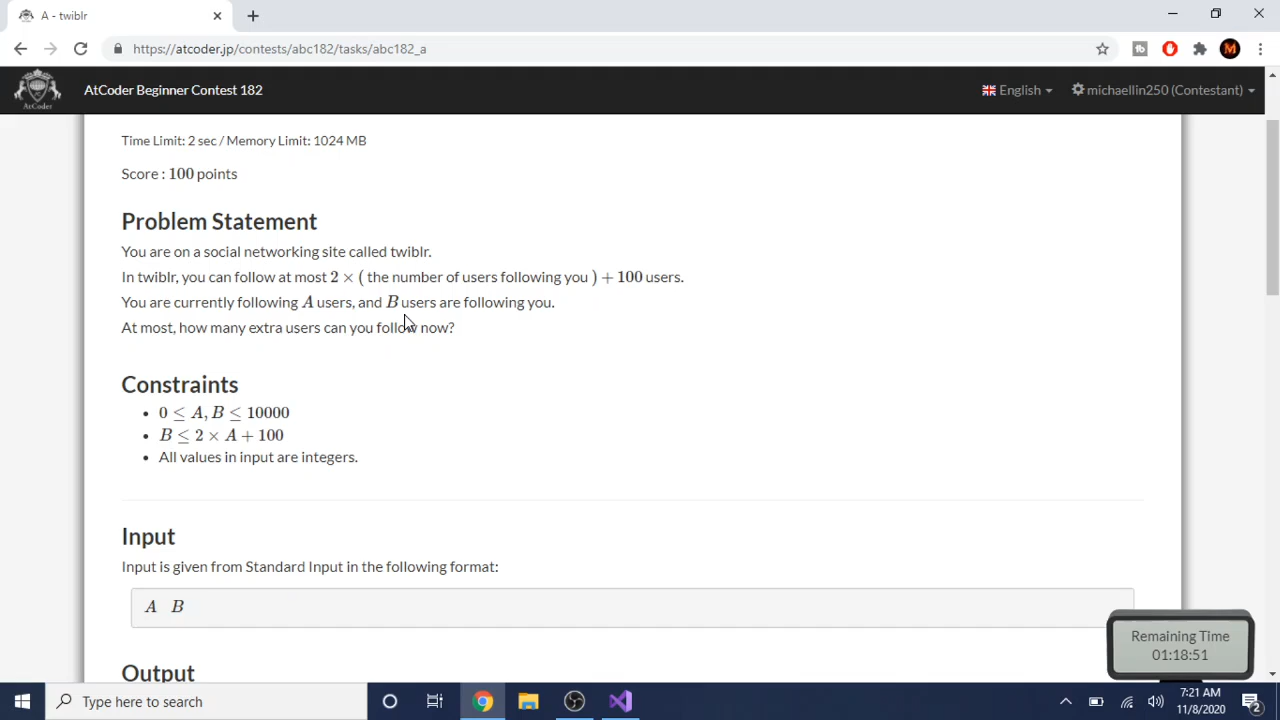 A - twiblr
https://atcoder.jp/contests/abc182/tasks/abc182_a
M
AtCoder
AtCoder Beginner Contest 182
English
michaellin250 (Contestant)
Time Limit: 2 sec / Memory Limit: 1024 MB
Score : 100 points
Problem Statement
You are on a social networking site called twiblr.
In twiblr, you can follow at most 2 × ( the number of users following you ) + 100 users.
You are currently following A users, and B users are following you.
At most, how many extra users can you follow now?
Constraints
0 ≤ A, B ≤ 10000
B ≤ 2 × A + 100
All values in input are integers.
Input
Input is given from Standard Input in the following format:
A B
Output
Remaining Time
01:18:51
Type here to search
7:21 AM
11/8/2020
2